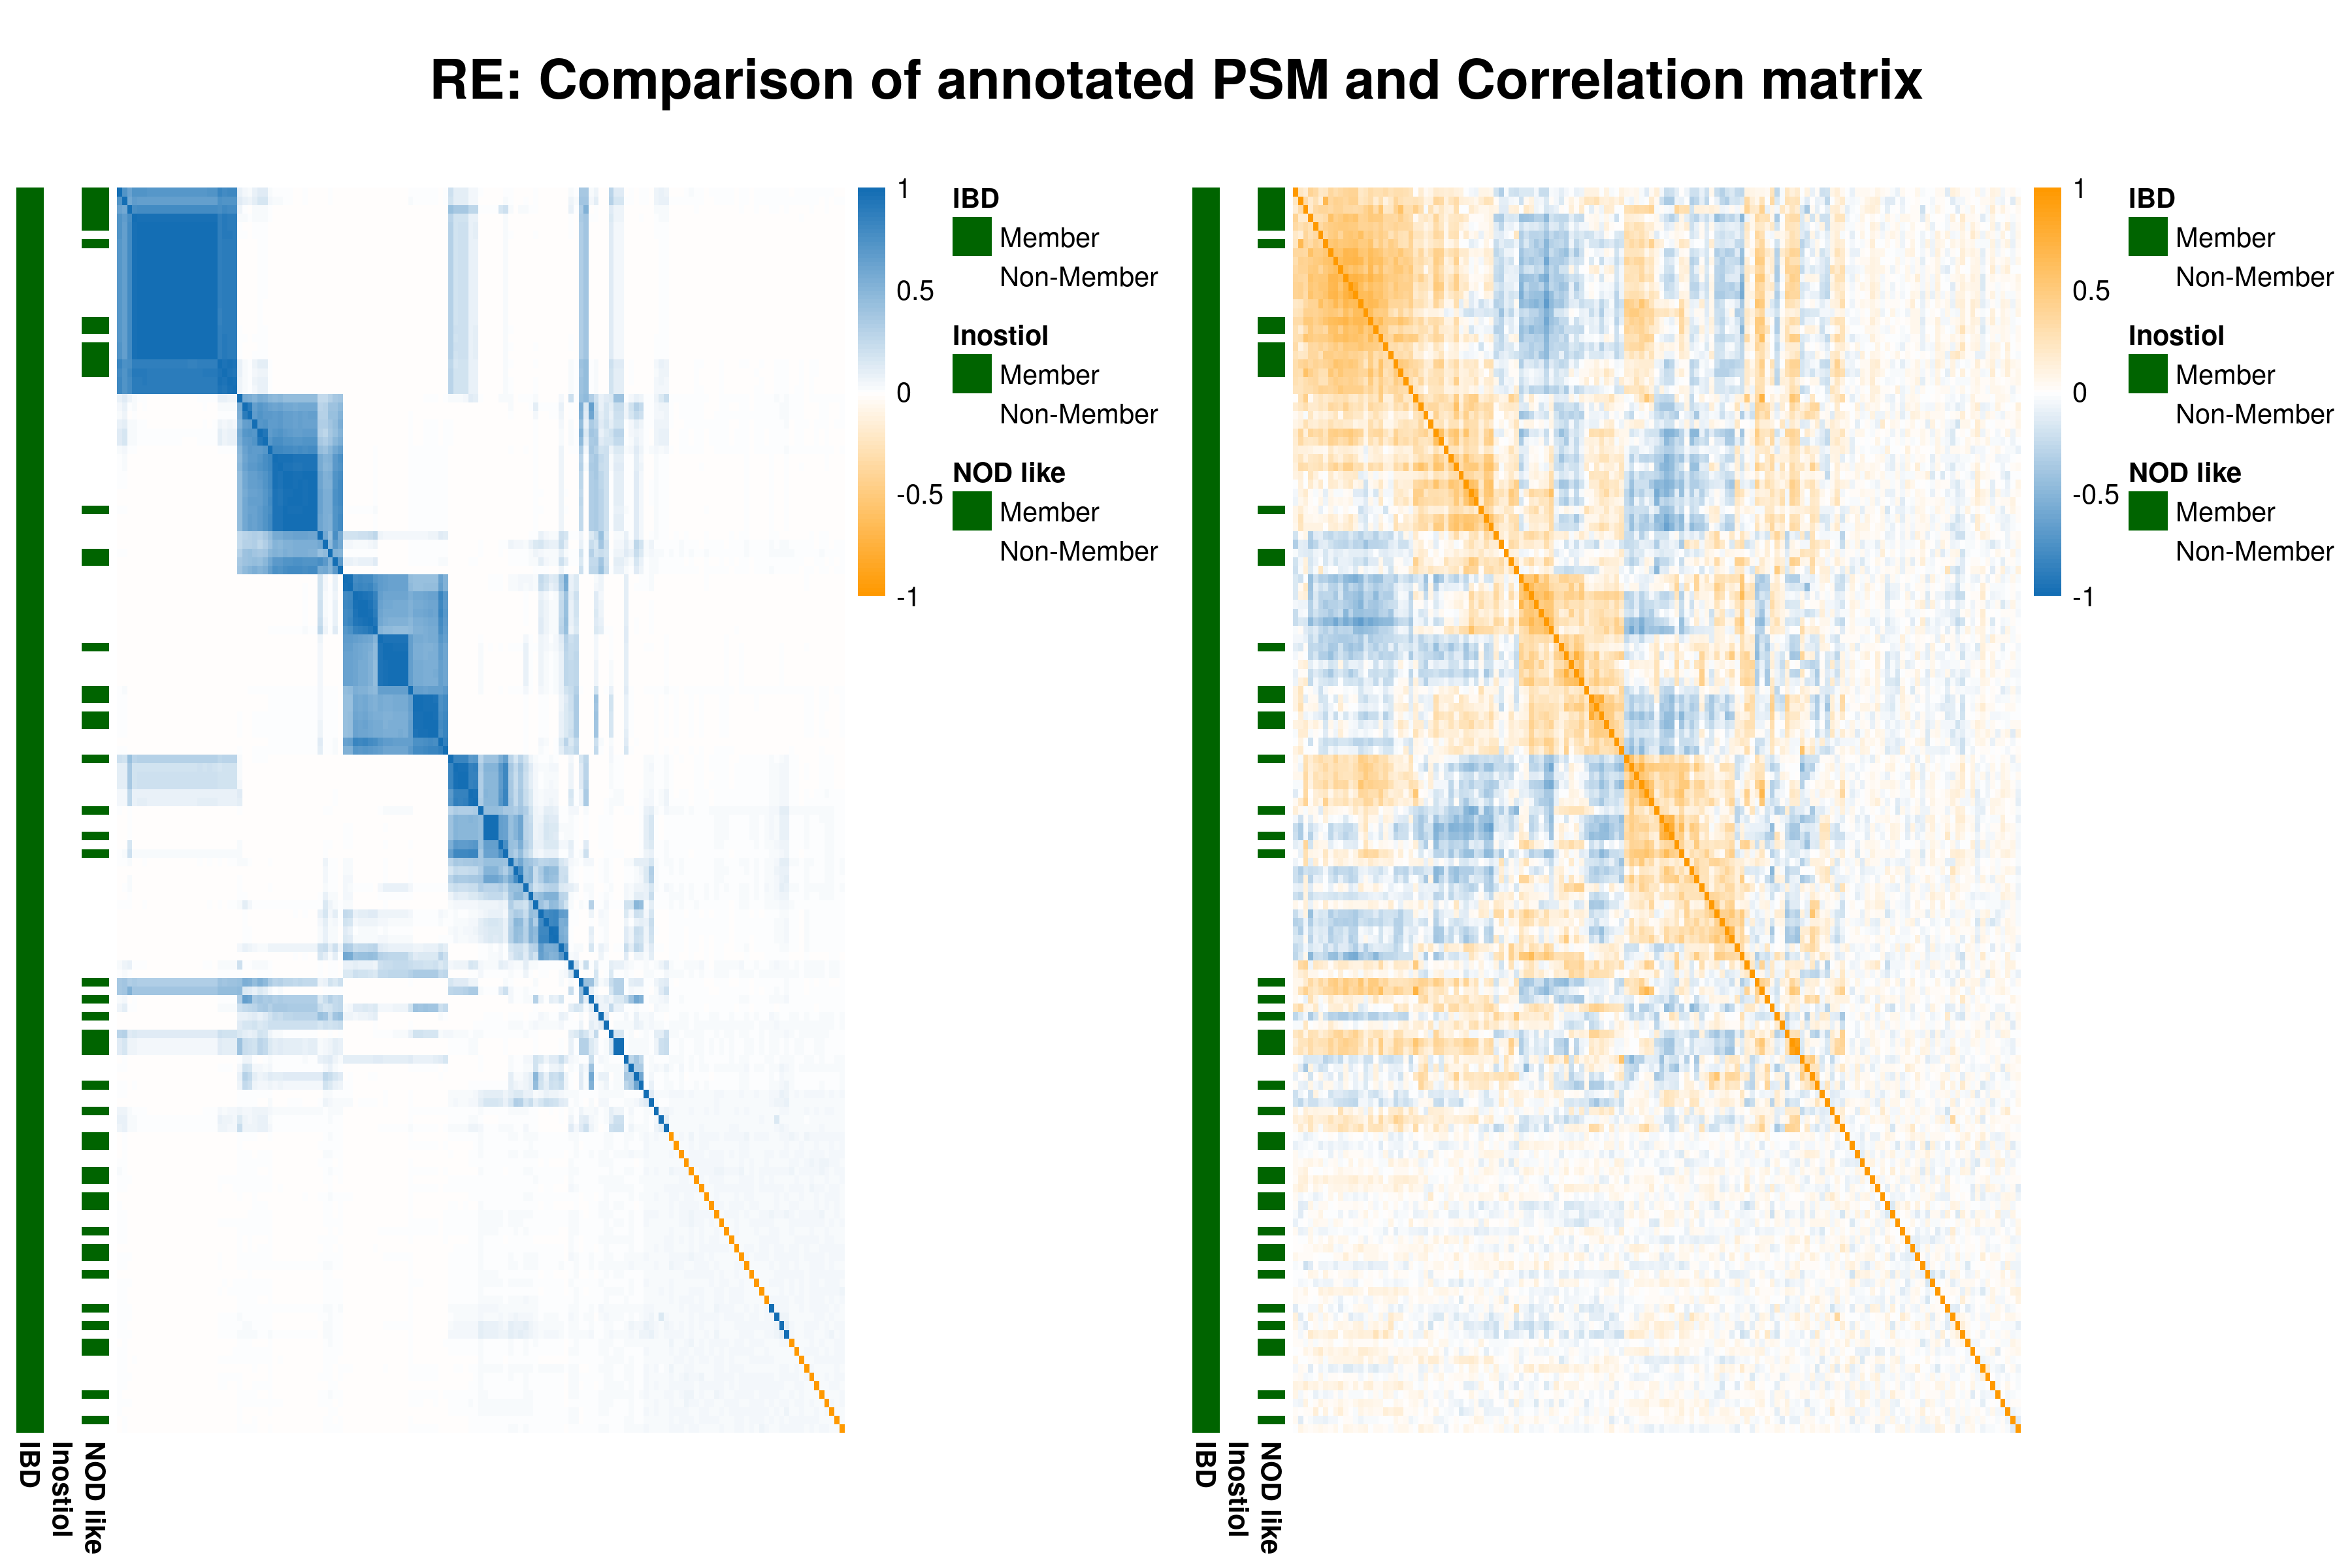 RE: Comparison of annotated PSM and Correlation matrix
1
0.5
0
-0.5
-1
IBD
Member
Non-Member
Inostiol
Member
Non-Member
NOD like
Member
Non-Member
IBD
Inostiol
NOD like
1
0.5
0
-0.5
-1
IBD
Member
Non-Member
Inostiol
Member
Non-Member
NOD like
Member
Non-Member
IBD
Inostiol
NOD like